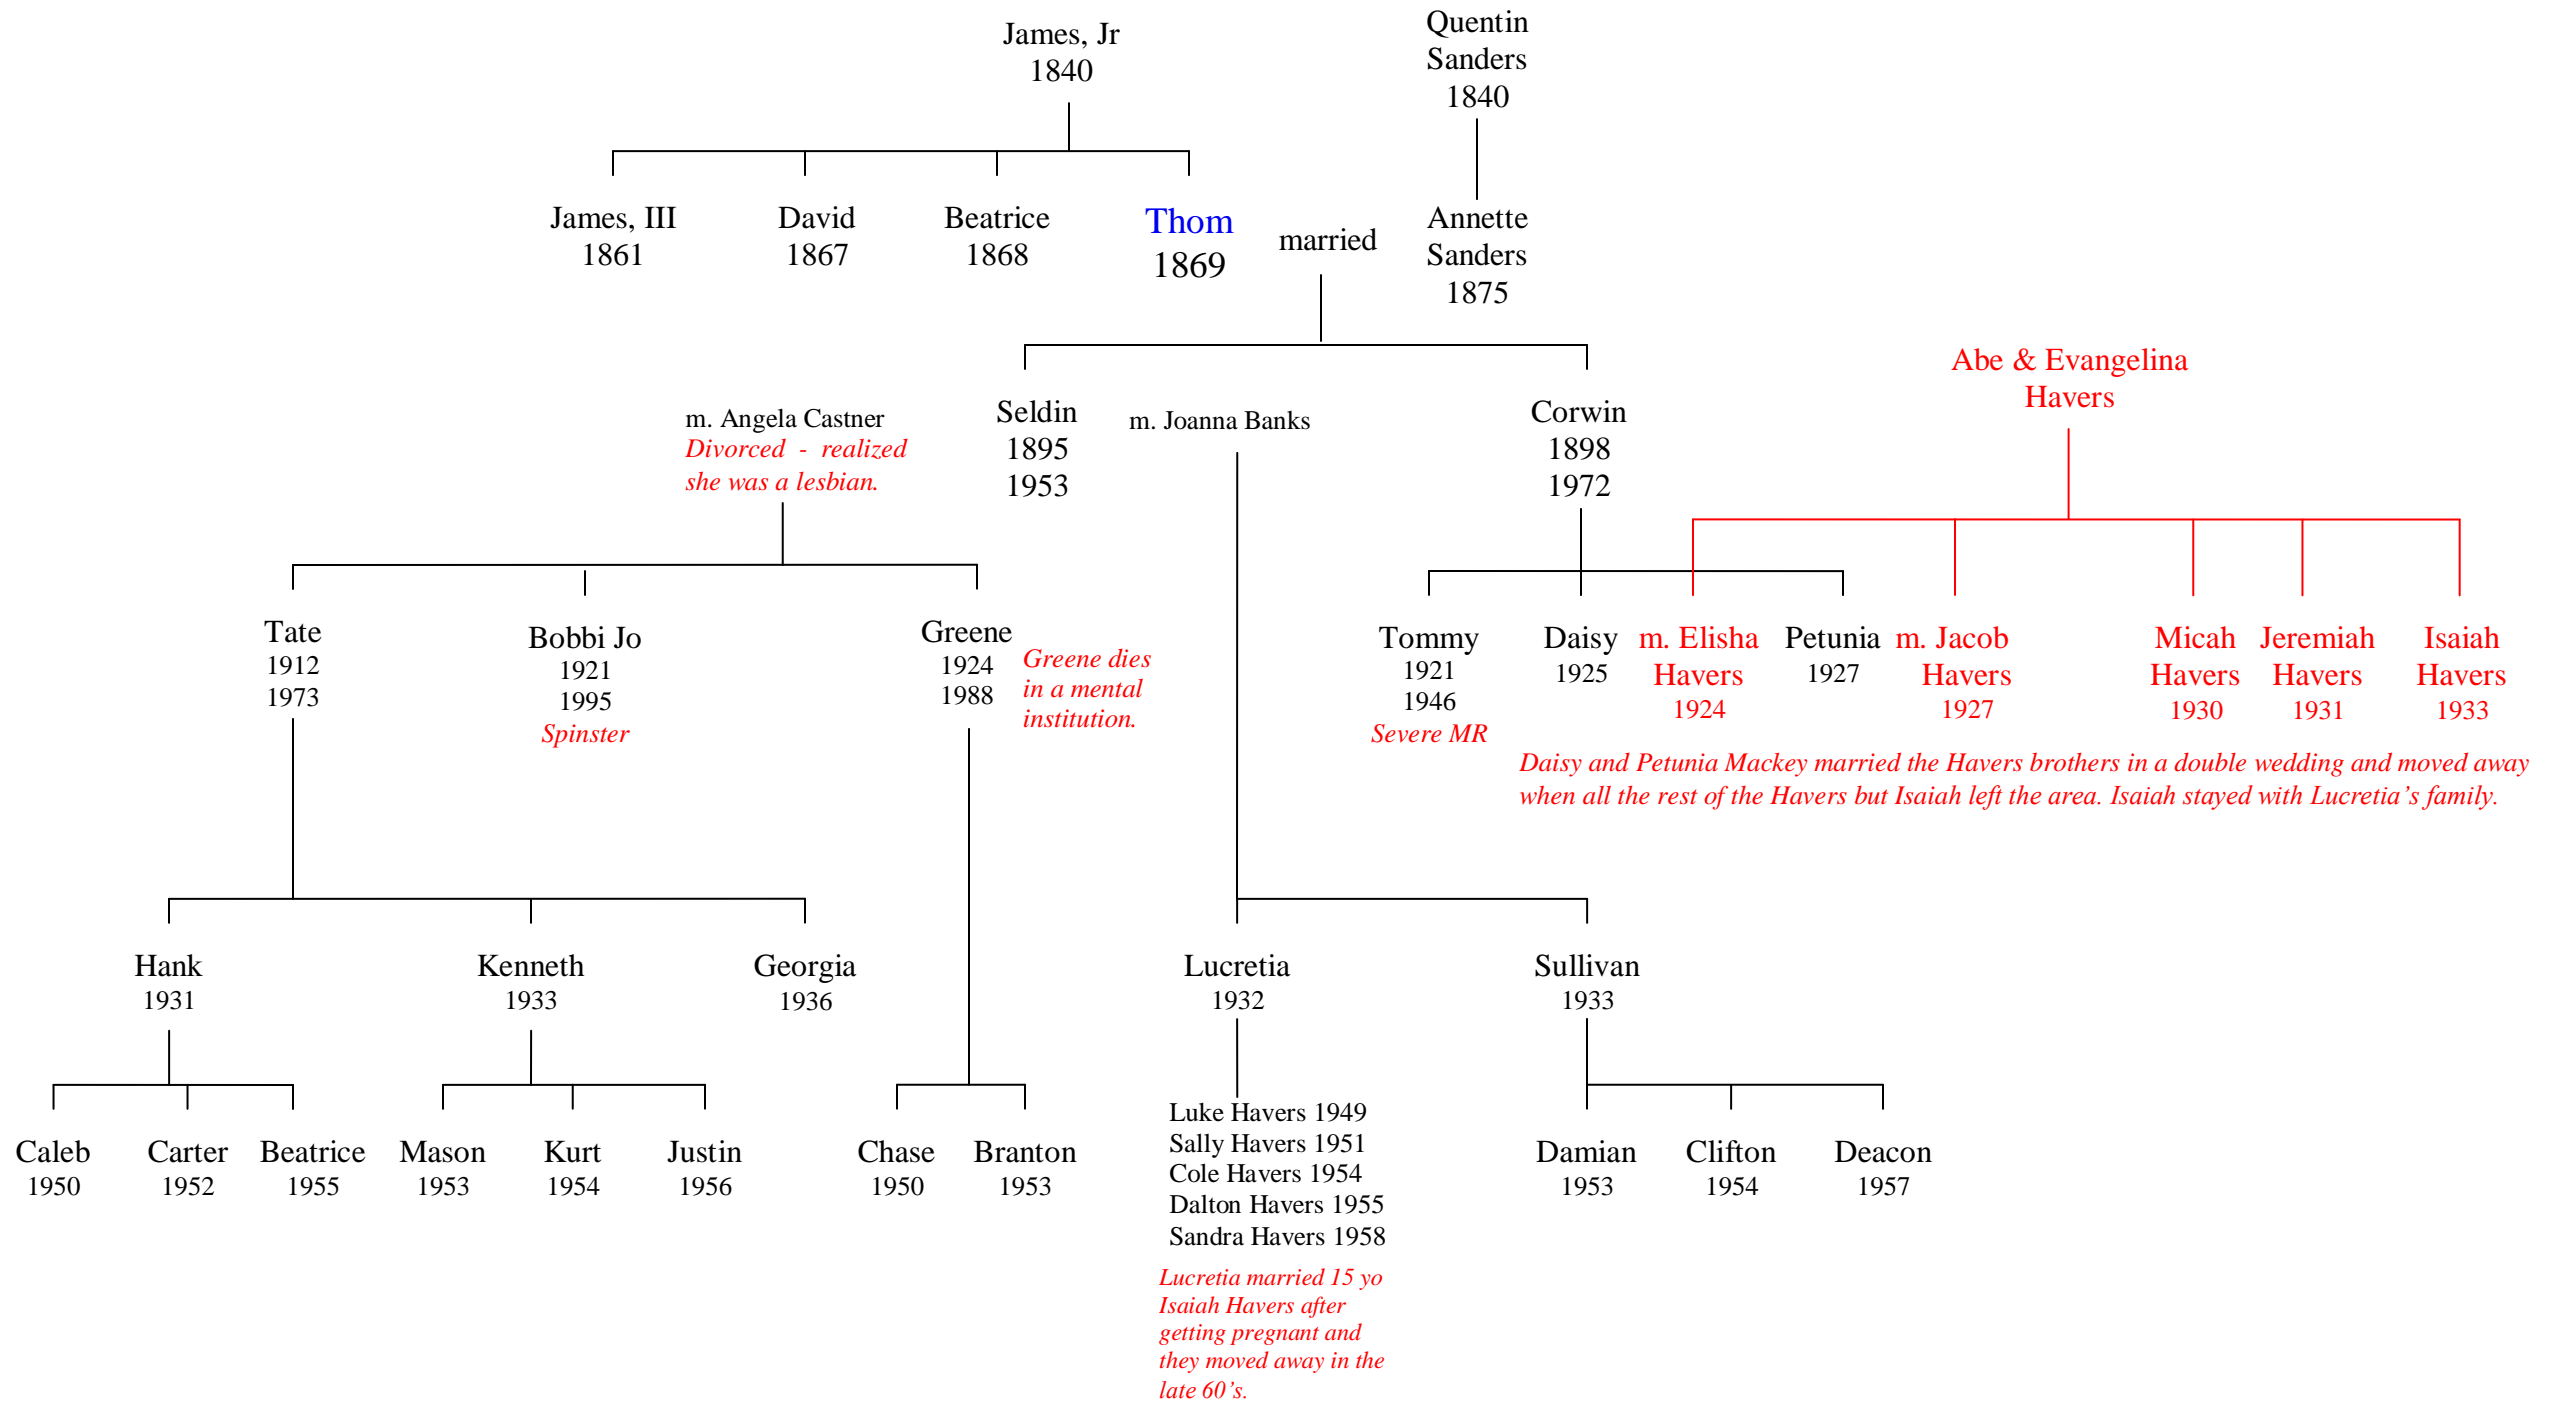 James, Jr
1840
Quentin
Sanders
1840
James, III
1861
David
1867
Beatrice
1868
Thom
1869
married
Annette
Sanders
1875
Abe & Evangelina
Havers
m. Angela Castner
Divorced - realized
she was a lesbian.
Seldin
1895
1953
m. Joanna Banks
Corwin
1898
1972
Tate
1912
1973
Bobbi Jo
1921
1995
Spinster
Greene
1924
1988
Greene dies
in a mental
institution.
Tommy
1921
1946
Severe MR
Daisy
1925
m. Elisha
Havers
1924
Petunia
1927
m. Jacob
Havers
1927
Micah
Havers
1930
Jeremiah
Havers
1931
Isaiah
Havers
1933
Daisy and Petunia Mackey married the Havers brothers in a double wedding and moved away
when all the rest of the Havers but Isaiah left the area. Isaiah stayed with Lucretia’s family.
Hank
1931
Kenneth
1933
Georgia
1936
Lucretia
1932
Sullivan
1933
Caleb
1950
Carter
1952
Beatrice
1955
Mason
1953
Kurt
1954
Justin
1956
Chase
1950
Branton
1953
Luke Havers 1949
Sally Havers 1951
Cole Havers 1954
Dalton Havers 1955
Sandra Havers 1958
Lucretia married 15 yo
Isaiah Havers after
getting pregnant and
they moved away in the
late 60’s.
Damian
1953
Clifton
1954
Deacon
1957